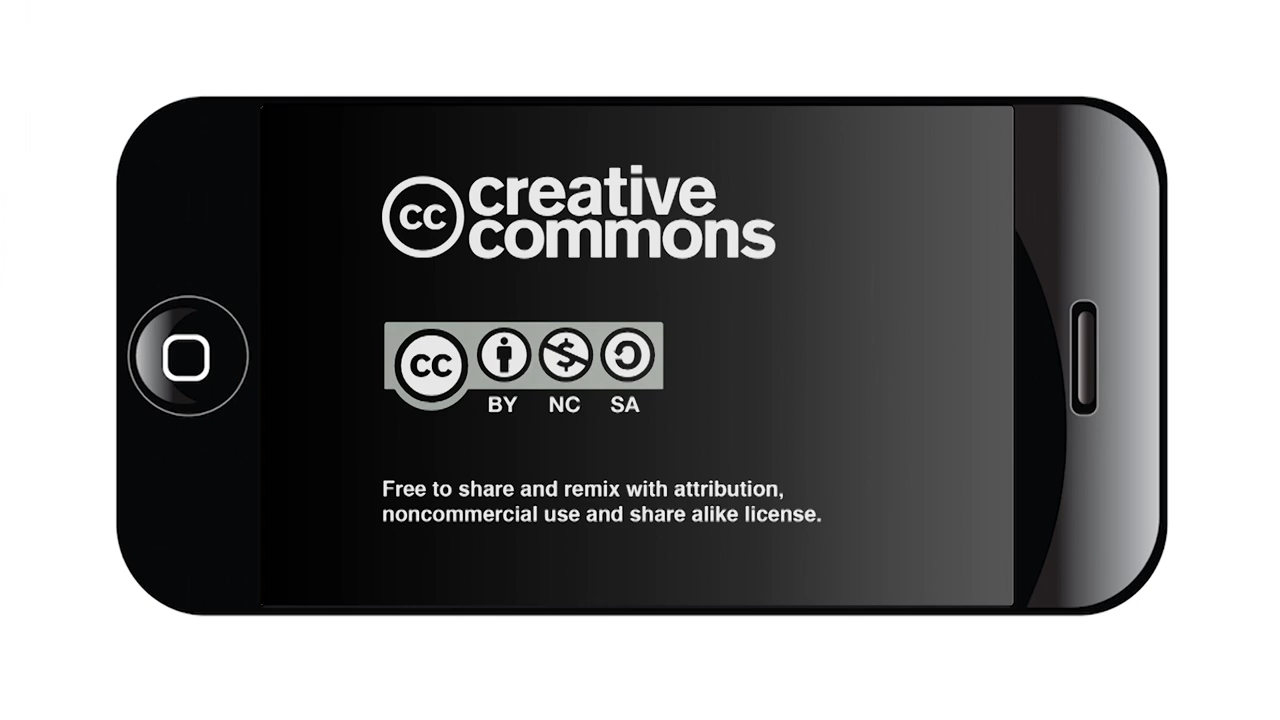 cc creative
commons
cc
BY NC SA
Free to share and remix with attribution,
noncommercial use and share alike license.